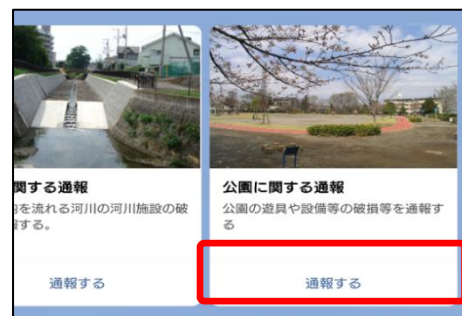 関する通報
内を流れる河川の河川施設の破
する。
通報する
公園に関する通報
公園の遊具や設備等の破損等を通報す
る
通報する